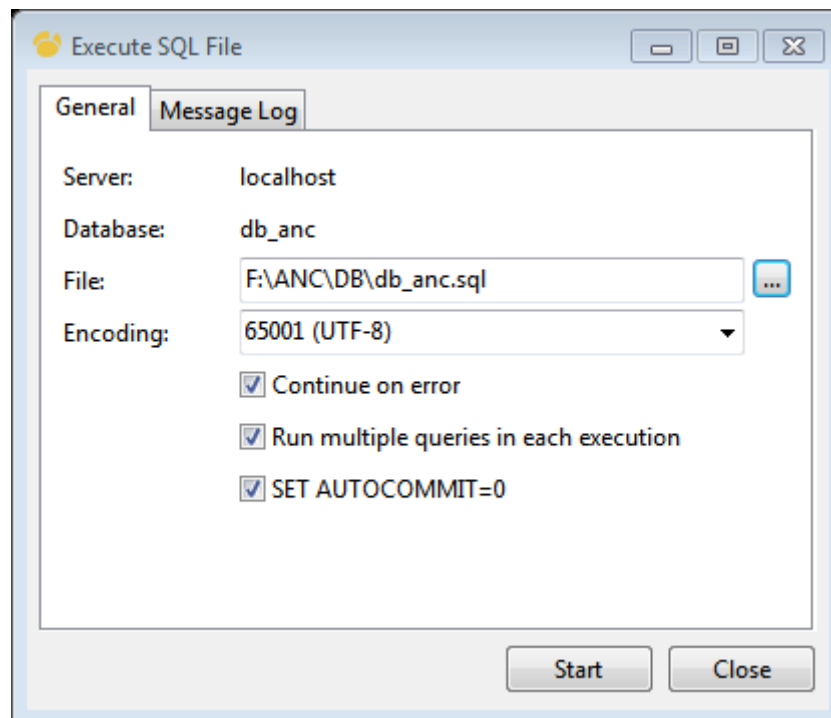 Execute SQL File
General Message Log
Server: localhost
Database: db_anc
File: F:\ANC\DB\db_anc.sql ...
Encoding: 65001 (UTF-8)
Continue on error
Run multiple queries in each execution
SET AUTOCOMMIT=0
Start Close